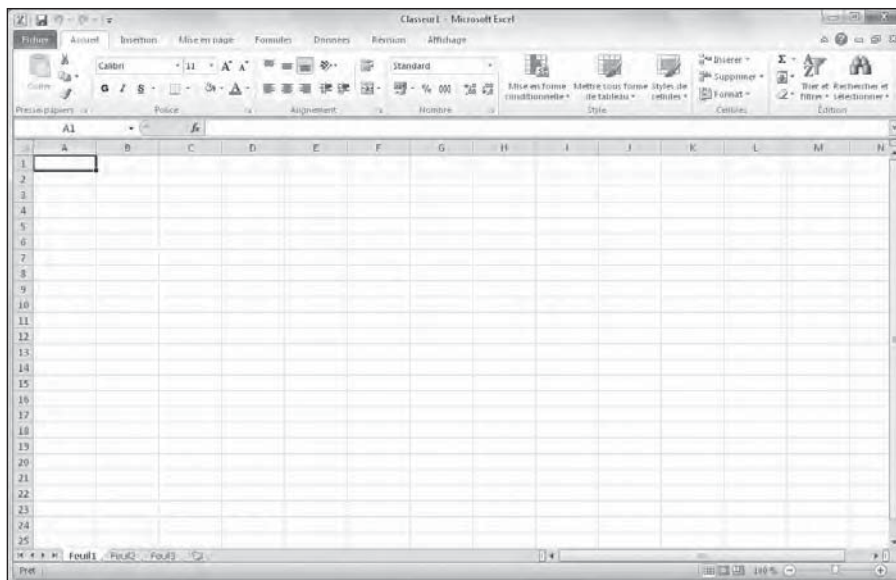 Classeur1 - Microsoft Excel
Fichier Accueil Insertion Mise en page Formules Données Révision Affichage
Calibri 11 A A Standard Insérer Σ
Coller G I S A % 000 Mise en forme Mettre sous forme Styles de Supprimer Trier et Rechercher et
conditionnelle de tableau cellules Format filtrer sélectionner
Presse-papiers Police Alignement Nombre Style Cellules Édition
A1 fx
A B C D E F G H I J K L M N
1
2
3
4
5
6
7
8
9
10
11
12
13
14
15
16
17
18
19
20
21
22
23
24
25
Feuil1 Feuil2 Feuil3
Prêt 100 %